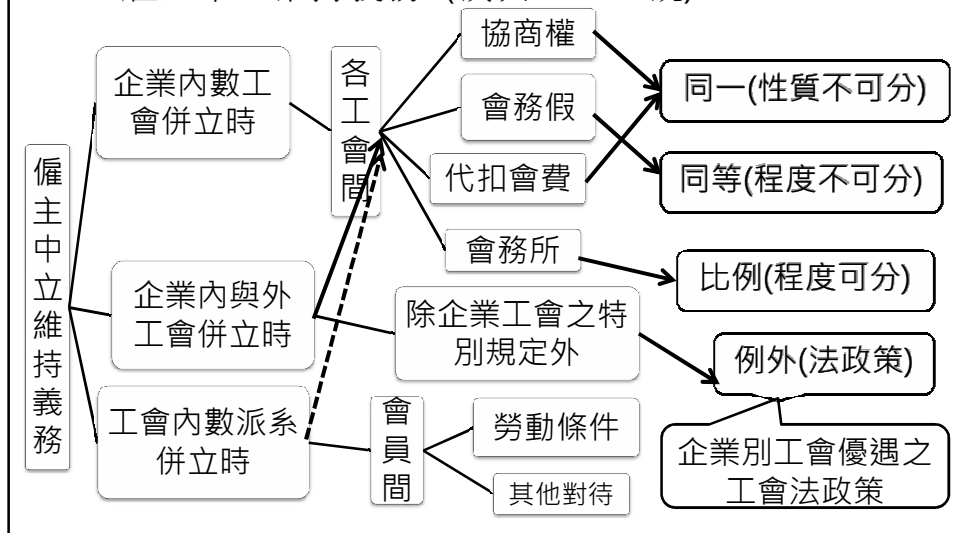 僱主中立維持義務
企業內數工
會併立時
企業內與外
工會併立時
工會內數派系
併立時
各工會間
協商權
會務假
代扣會費
會務所
除企業工會之特
別規定外
會員間
勞動條件
其他對待
同一(性質不可分)
同等(程度不可分)
比例(程度可分)
例外(法政策)
企業別工會優遇之
工會法政策